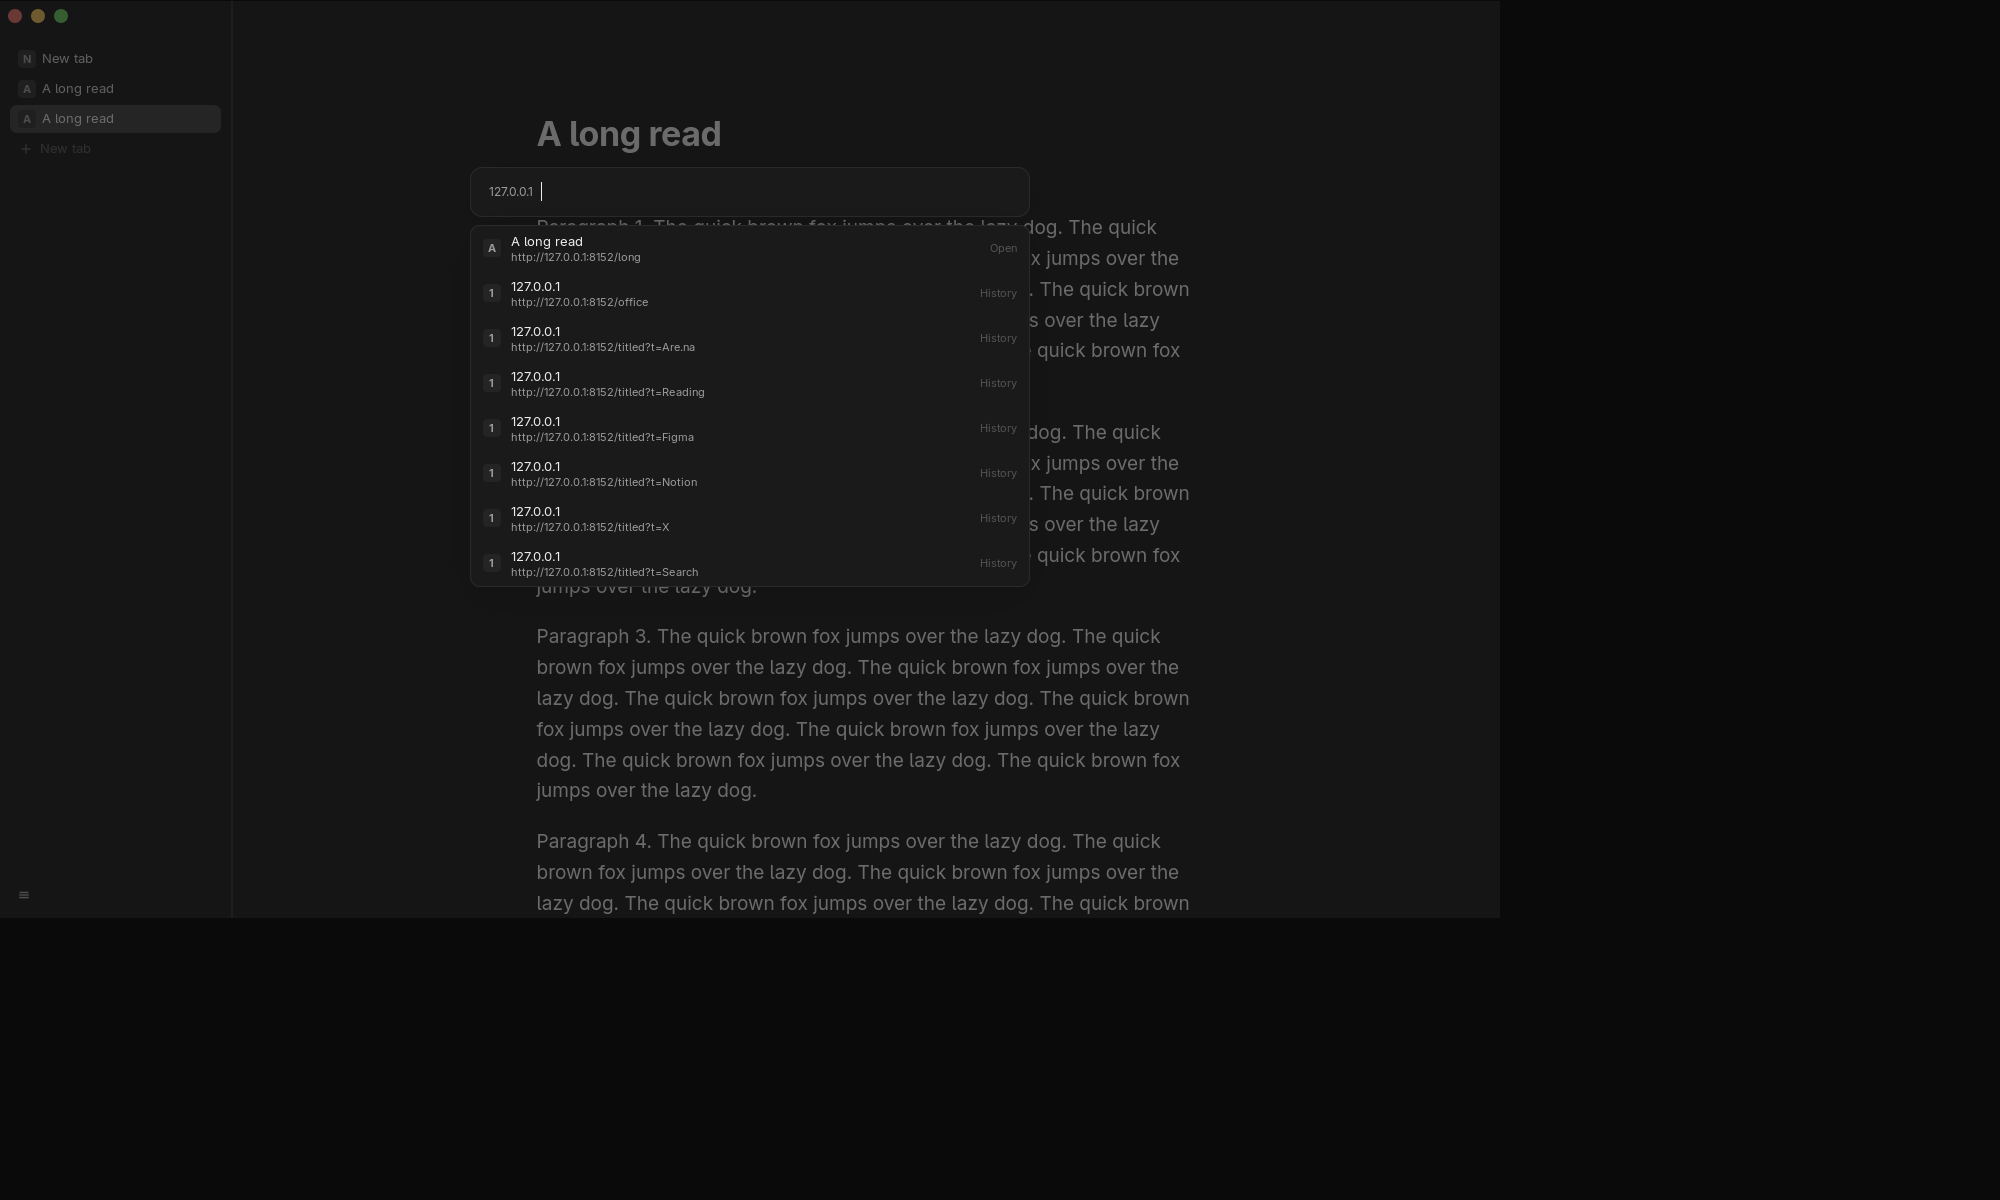 N New tab
A A long read
A A long read
+ New tab
A long read
127.0.0.1
Paragraph 1. The quick brown fox jumps over the lazy dog. The quick
A A long read Open
http://127.0.0.1:8152/long
x jumps over the
1 127.0.0.1 History
http://127.0.0.1:8152/office
. The quick brown
1 127.0.0.1 History
http://127.0.0.1:8152/titled?t=Are.na
s over the lazy
quick brown fox
1 127.0.0.1 History
http://127.0.0.1:8152/titled?t=Reading
1 127.0.0.1 History
http://127.0.0.1:8152/titled?t=Figma
dog. The quick
1 127.0.0.1 History
http://127.0.0.1:8152/titled?t=Notion
x jumps over the
. The quick brown
1 127.0.0.1 History
http://127.0.0.1:8152/titled?t=X
s over the lazy
1 127.0.0.1 History
http://127.0.0.1:8152/titled?t=Search
quick brown fox
jumps over the lazy dog.
Paragraph 3. The quick brown fox jumps over the lazy dog. The quick
brown fox jumps over the lazy dog. The quick brown fox jumps over the
lazy dog. The quick brown fox jumps over the lazy dog. The quick brown
fox jumps over the lazy dog. The quick brown fox jumps over the lazy
dog. The quick brown fox jumps over the lazy dog. The quick brown fox
jumps over the lazy dog.
Paragraph 4. The quick brown fox jumps over the lazy dog. The quick
brown fox jumps over the lazy dog. The quick brown fox jumps over the
lazy dog. The quick brown fox jumps over the lazy dog. The quick brown